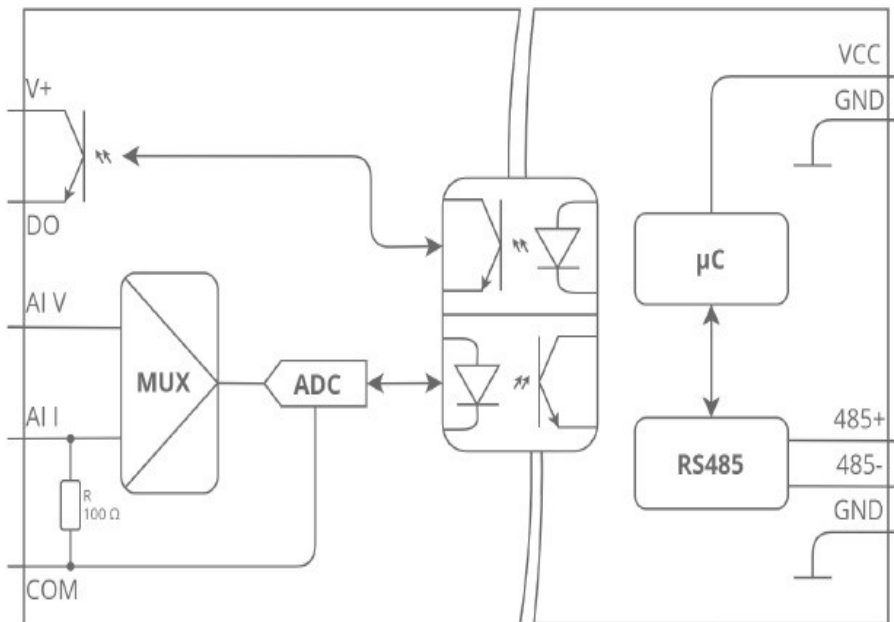 V+
DO
AI V
MUX
ADC
AI I
R
100 Ω
COM
VCC
GND
µC
RS485
485+
485-
GND